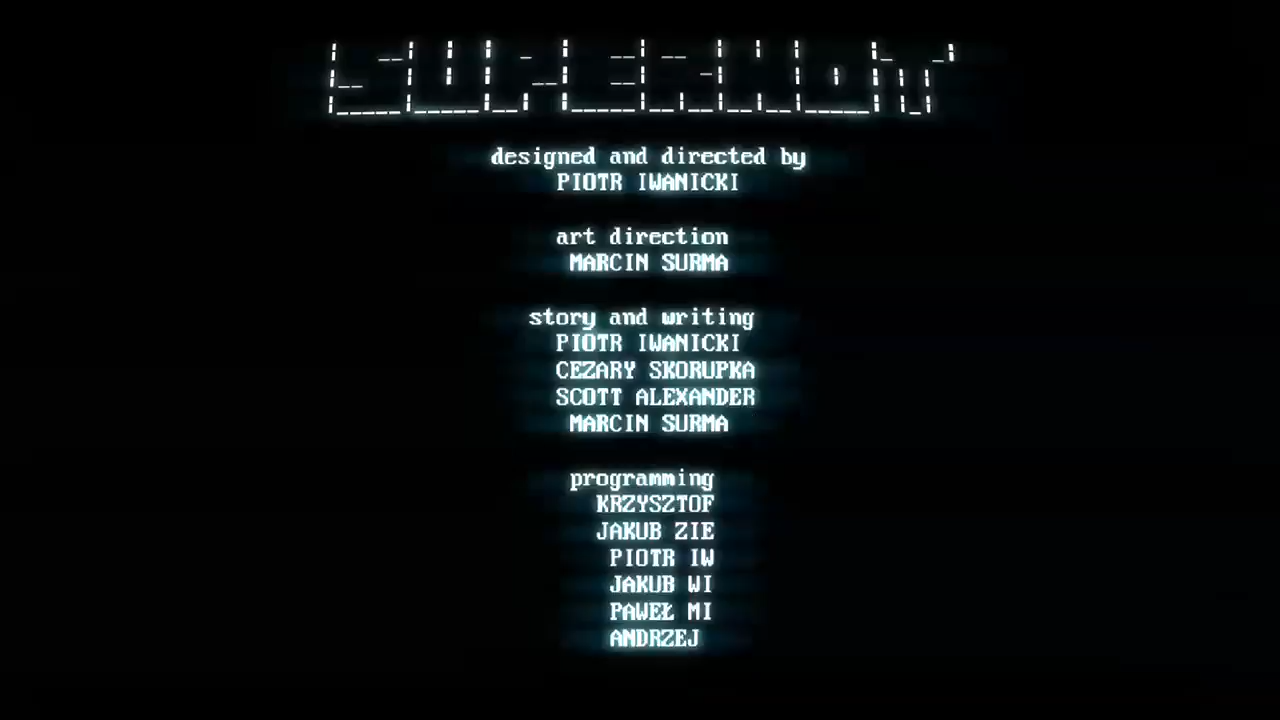 SUPERHOT
designed and directed by
PIOTR IWANICKI
art direction
MARCIN SURMA
story and writing
PIOTR IWANICKI
CEZARY SKORUPKA
SCOTT ALEXANDER
MARCIN SURMA
programming
KRZYSZTOF
JAKUB ZIE
PIOTR IW
JAKUB WI
PAWEŁ MI
ANDRZEJ